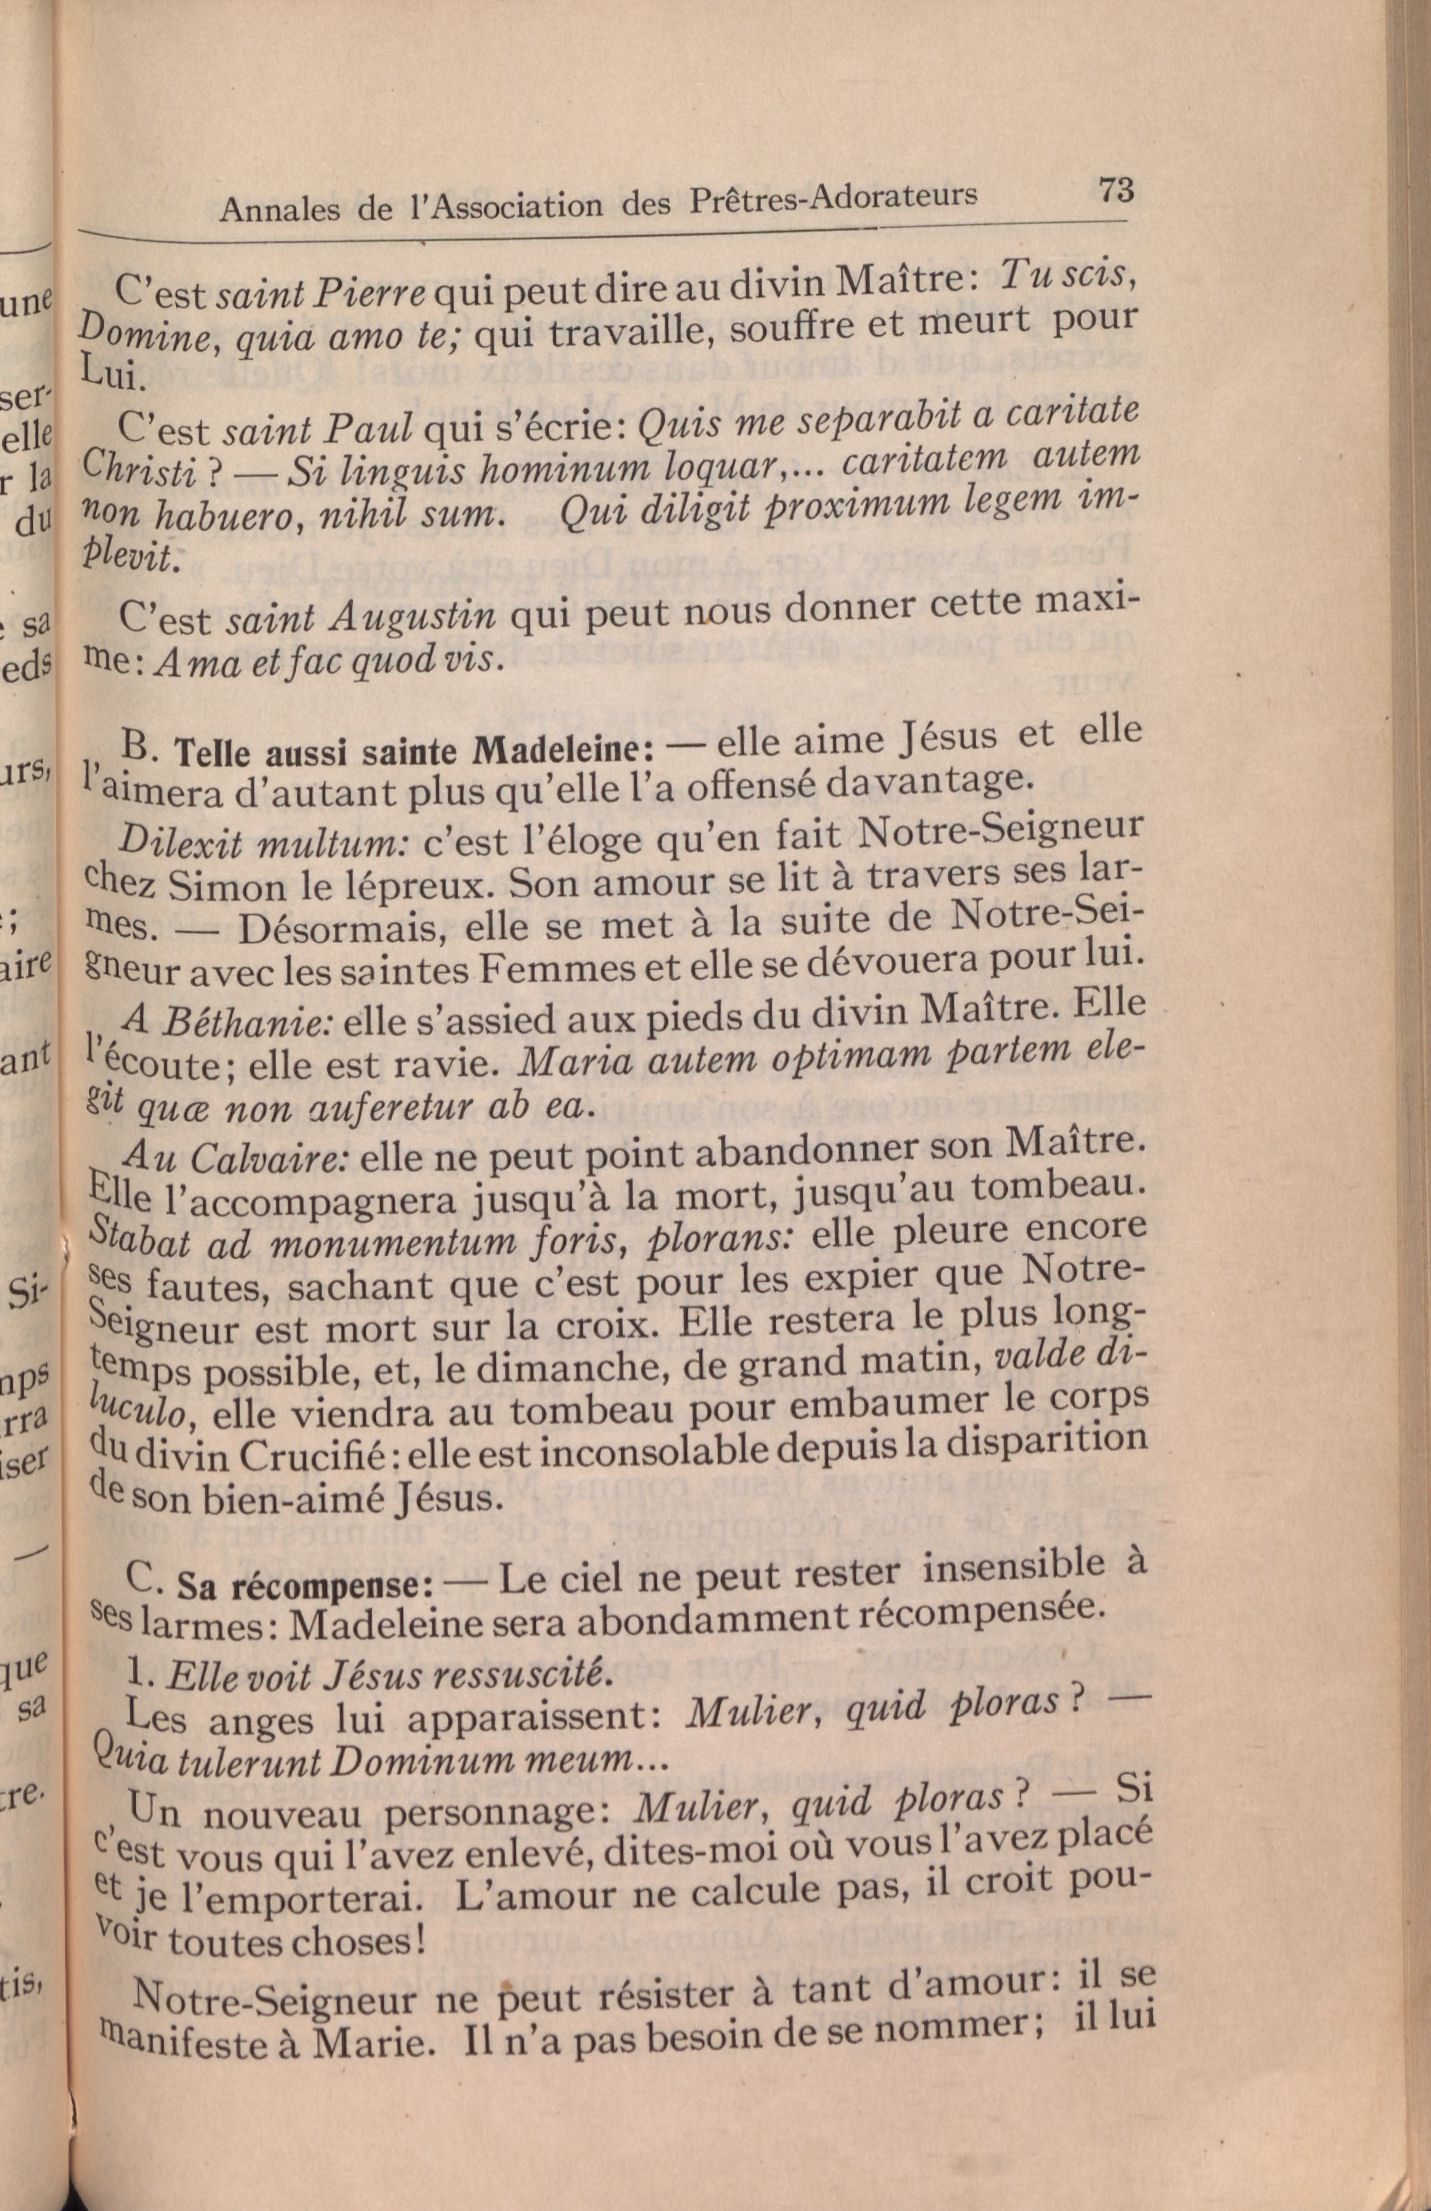 Annales de l'Association des Prêtres-Adorateurs 73
C'est saint Pierre qui peut dire au divin Maître: Tu scis,
Domine, quia amo te; qui travaille, souffre et meurt pour
Lui.
C'est saint Paul qui s'écrie: Quis me separabit a caritate
Christi ? — Si linguis hominum loquar,... caritatem autem
non habuero, nihil sum. Qui diligit proximum legem im-
plevit.
C'est saint Augustin qui peut nous donner cette maxi-
me: Ama et fac quod vis.
B. Telle aussi sainte Madeleine: — elle aime Jésus et elle
l'aimera d'autant plus qu'elle l'a offensé davantage.
Dilexit multum: c'est l'éloge qu'en fait Notre-Seigneur
chez Simon le lépreux. Son amour se lit à travers ses lar-
mes. — Désormais, elle se met à la suite de Notre-Sei-
gneur avec les saintes Femmes et elle se dévouera pour lui.
A Béthanie: elle s'assied aux pieds du divin Maître. Elle
l'écoute; elle est ravie. Maria autem optimam partem ele-
git quæ non auferetur ab ea.
Au Calvaire: elle ne peut point abandonner son Maître.
Elle l'accompagnera jusqu'à la mort, jusqu'au tombeau.
Stabat ad monumentum foris, plorans: elle pleure encore
ses fautes, sachant que c'est pour les expier que Notre-
Seigneur est mort sur la croix. Elle restera le plus long-
temps possible, et, le dimanche, de grand matin, valde di-
luculo, elle viendra au tombeau pour embaumer le corps
du divin Crucifié: elle est inconsolable depuis la disparition
de son bien-aimé Jésus.
C. Sa récompense: — Le ciel ne peut rester insensible à
ses larmes: Madeleine sera abondamment récompensée.
1. Elle voit Jésus ressuscité.
Les anges lui apparaissent: Mulier, quid ploras ? —
Quia tulerunt Dominum meum...
Un nouveau personnage: Mulier, quid ploras ? — Si
c'est vous qui l'avez enlevé, dites-moi où vous l'avez placé
et je l'emporterai. L'amour ne calcule pas, il croit pou-
voir toutes choses!
Notre-Seigneur ne peut résister à tant d'amour: il se
manifeste à Marie. Il n'a pas besoin de se nommer; il lui